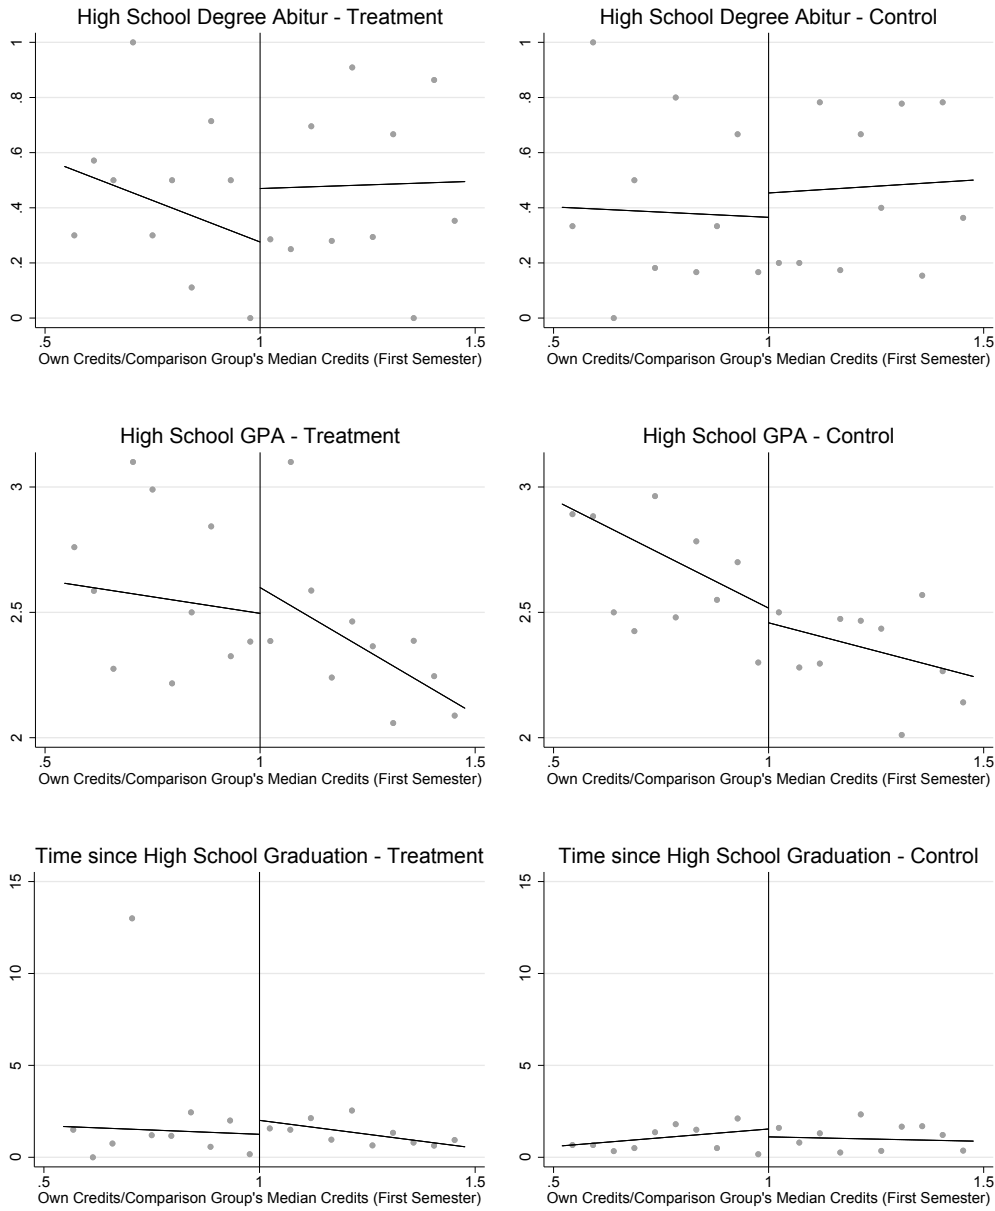 High School Degree Abitur - Treatment
1
.8
.6
.4
.2
0
.5 1 1.5
Own Credits/Comparison Group's Median Credits (First Semester)
High School Degree Abitur - Control
1
.8
.6
.4
.2
0
.5 1 1.5
Own Credits/Comparison Group's Median Credits (First Semester)
High School GPA - Treatment
3
2.5
2
.5 1 1.5
Own Credits/Comparison Group's Median Credits (First Semester)
High School GPA - Control
3
2.5
2
.5 1 1.5
Own Credits/Comparison Group's Median Credits (First Semester)
Time since High School Graduation - Treatment
15
10
5
0
.5 1 1.5
Own Credits/Comparison Group's Median Credits (First Semester)
Time since High School Graduation - Control
15
10
5
0
.5 1 1.5
Own Credits/Comparison Group's Median Credits (First Semester)